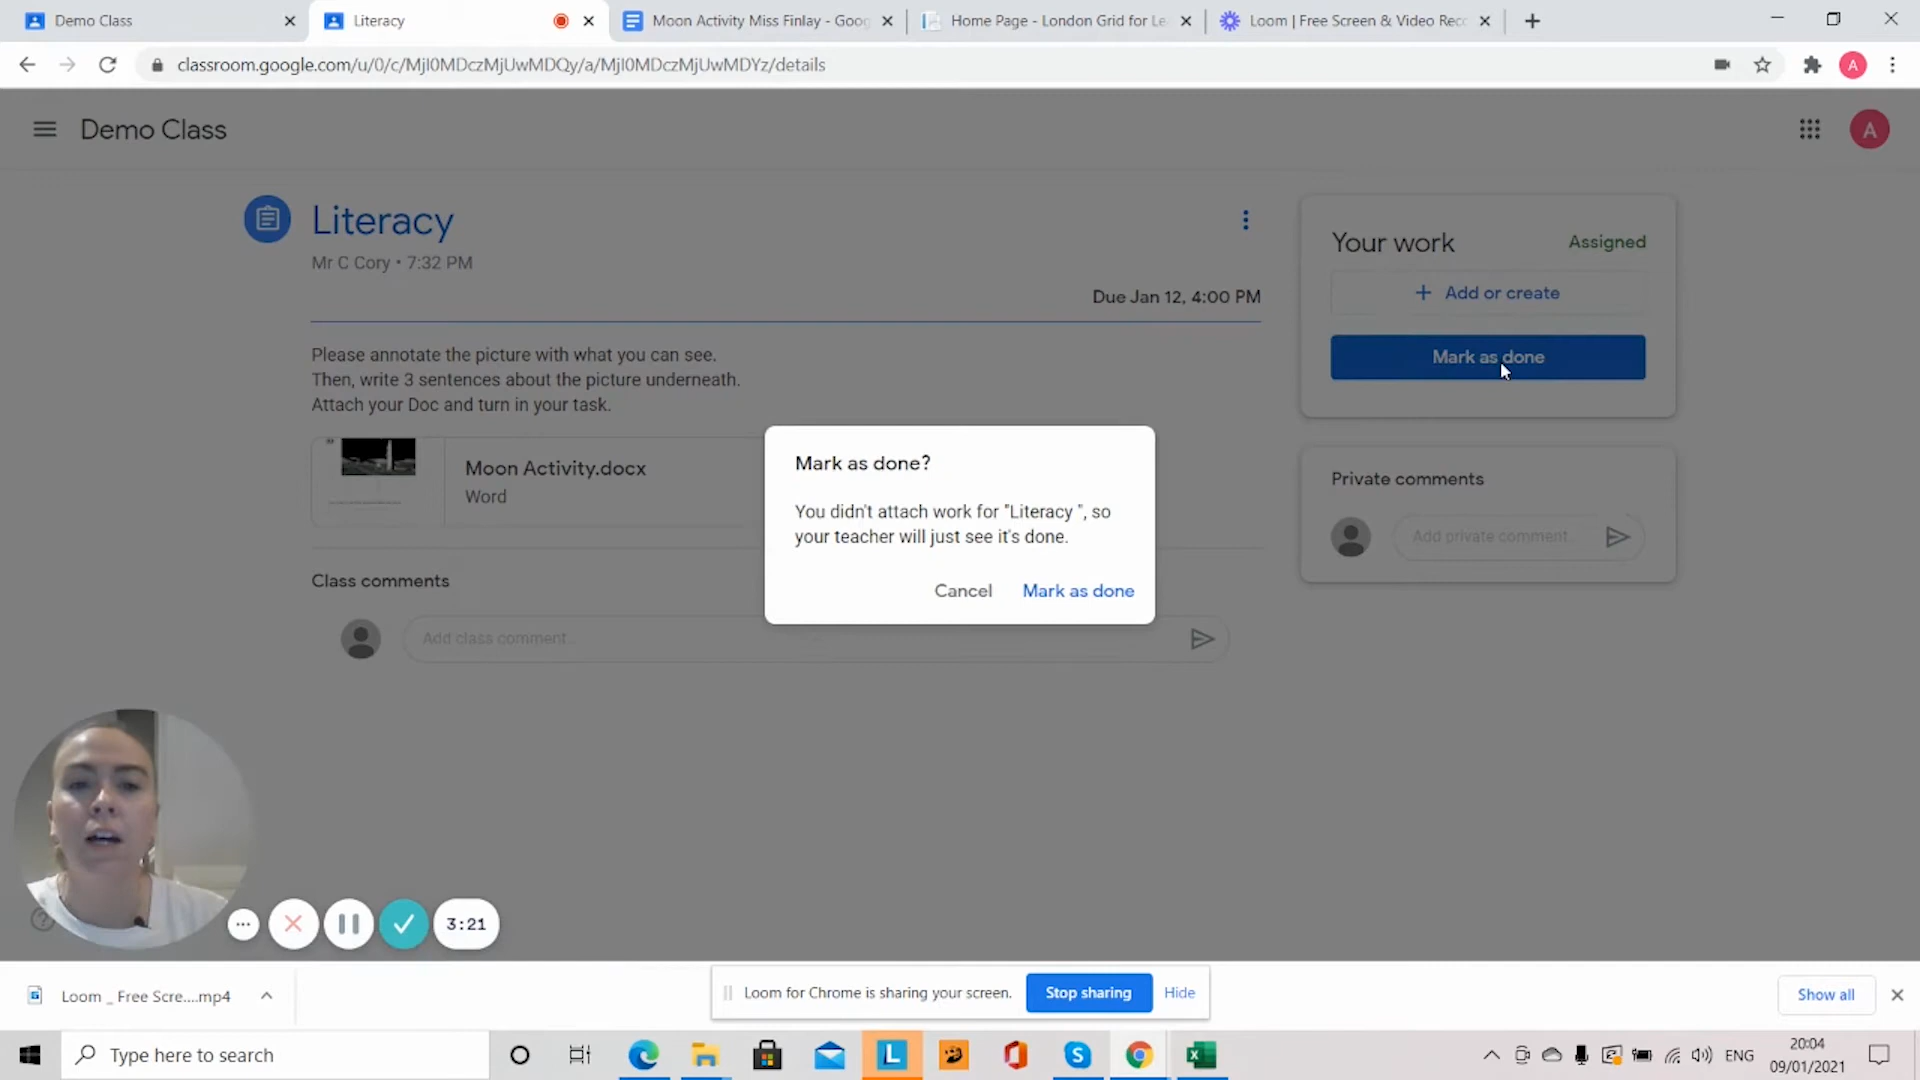 Demo Class
Literacy
Moon Activity Miss Finlay - Goog
Home Page - London Grid for Le
Loom | Free Screen & Video Rec
classroom.google.com/u/0/c/MjI0MDczMjUwMDQy/a/MjI0MDczMjUwMDYz/details
A
Demo Class
A
Literacy
Mr C Cory • 7:32 PM
Due Jan 12, 4:00 PM
Please annotate the picture with what you can see.
Then, write 3 sentences about the picture underneath.
Attach your Doc and turn in your task.
Moon Activity.docx
Word
Class comments
Add class comment...
Your work
Assigned
+ Add or create
Mark as done
Private comments
Add private comment...
Mark as done?
You didn't attach work for "Literacy ", so
your teacher will just see it's done.
Cancel
Mark as done
3:21
Loom _ Free Scre....mp4
Loom for Chrome is sharing your screen.
Stop sharing
Hide
Show all
Type here to search
L
ENG
20:04
09/01/2021